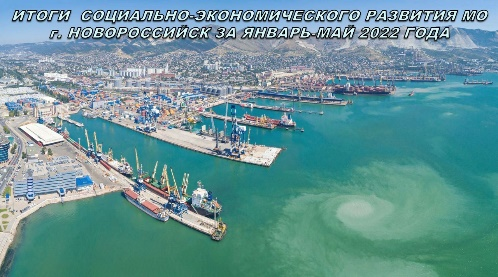 ИТОГИ СОЦИАЛЬНО-ЭКОНОМИЧЕСКОГО РАЗВИТИЯ МО
г. НОВОРОССИЙСК ЗА ЯНВАРЬ-МАЙ 2022 ГОДА